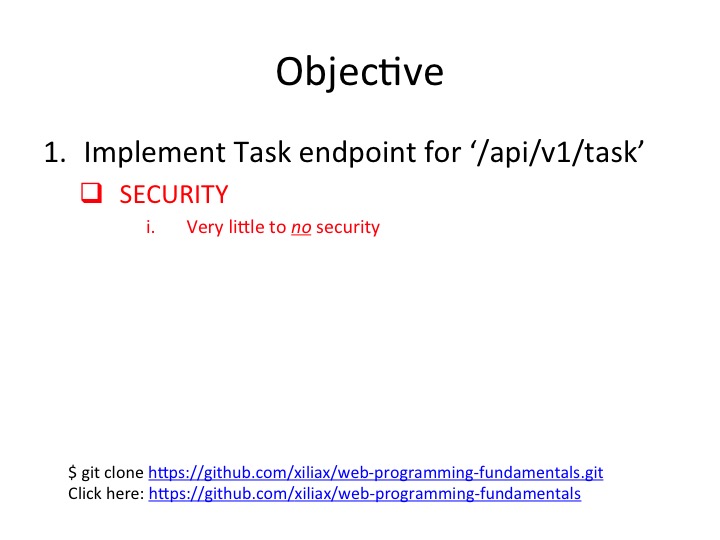 Objective
1. Implement Task endpoint for ‘/api/v1/task’
❑ SECURITY
i. Very little to no security
$ git clone https://github.com/xiliax/web-programming-fundamentals.git
Click here: https://github.com/xiliax/web-programming-fundamentals